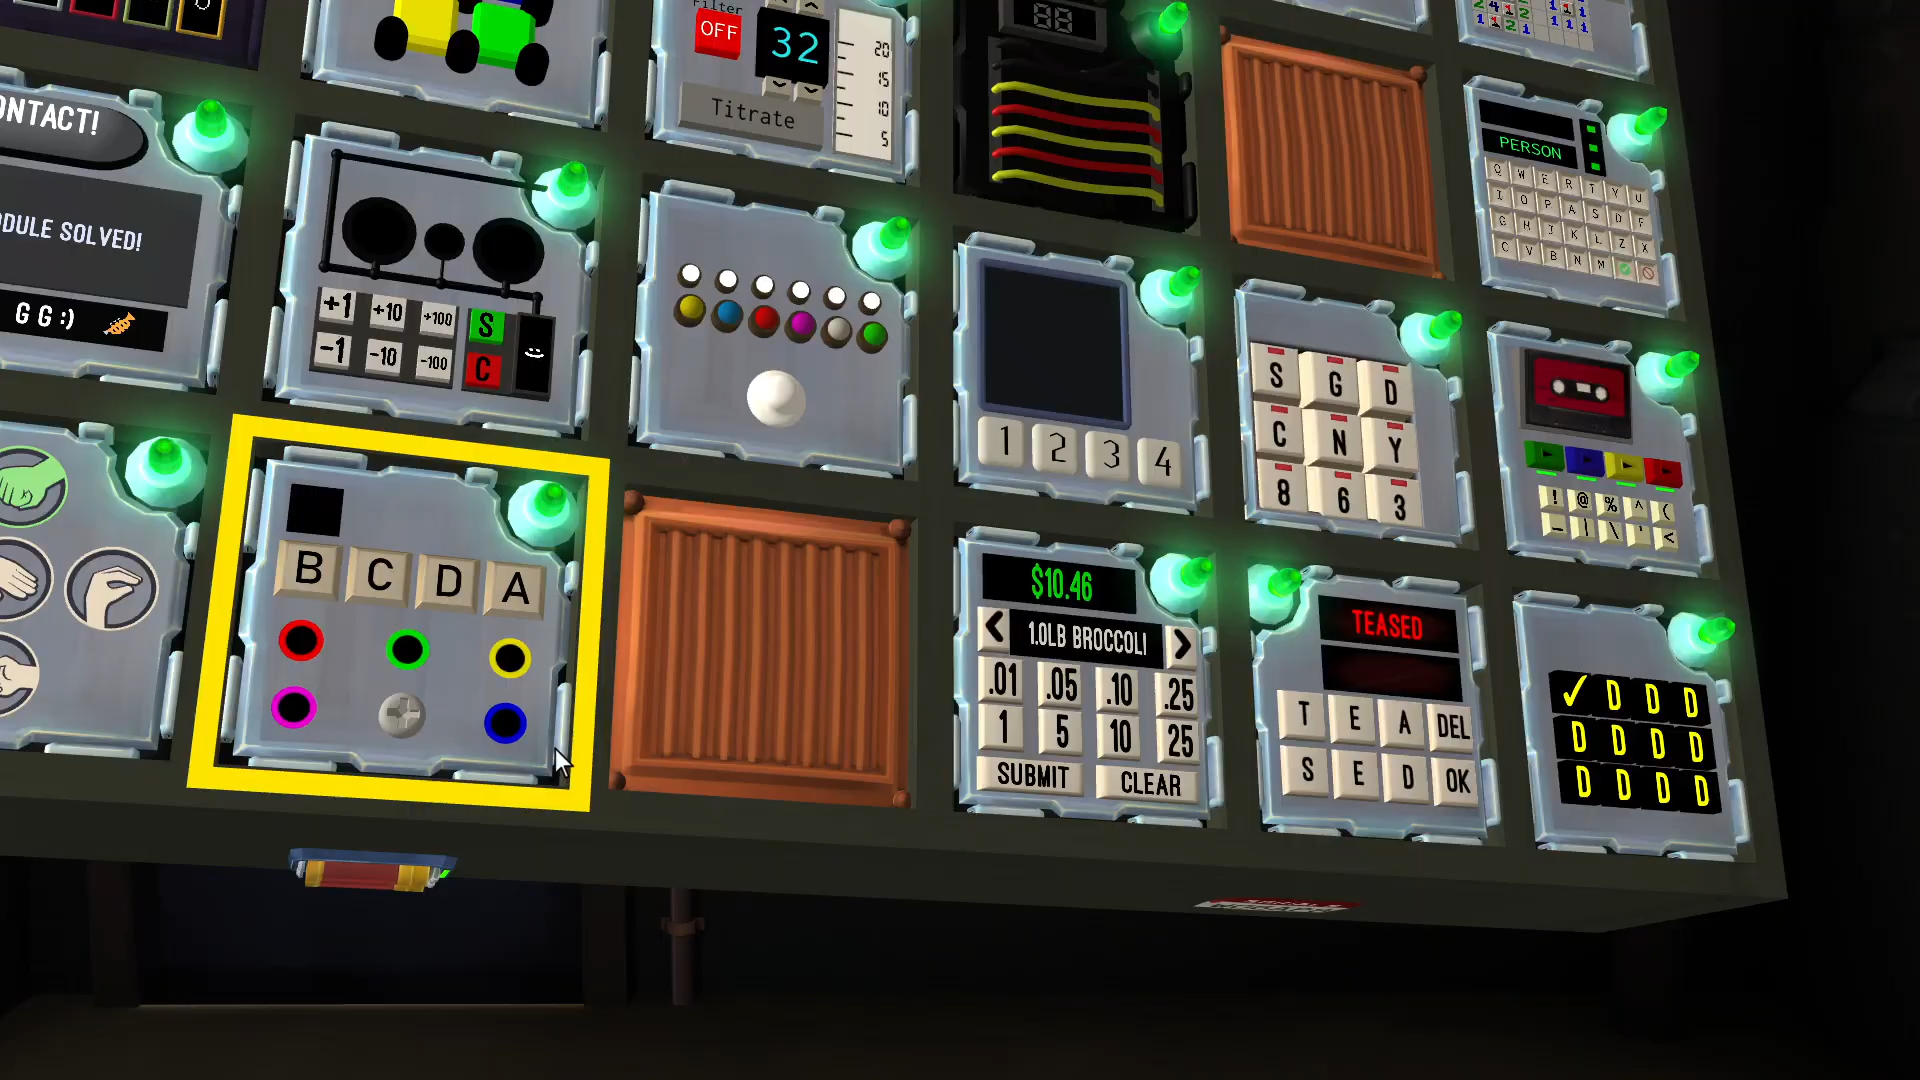 Filter
OFF
32
Titrate
20
15
10
5
88
PERSON
Q W E R T Y U
I O P A S D F
G H J K L Z X
C V B N M
ONTACT!
ODULE SOLVED!
G G :)
+1 +10 +100 S
-1 -10 -100 C
1 2 3 4
S G D
C N Y
8 6 3
! @ % ^ (
_ | \ ' <
B C D A
$10.46
< 1.0LB BROCCOLI >
.01 .05 .10 .25
1 5 10 25
SUBMIT CLEAR
TEASED
T E A DEL
S E D OK
✓ D D D
D D D D
D D D D